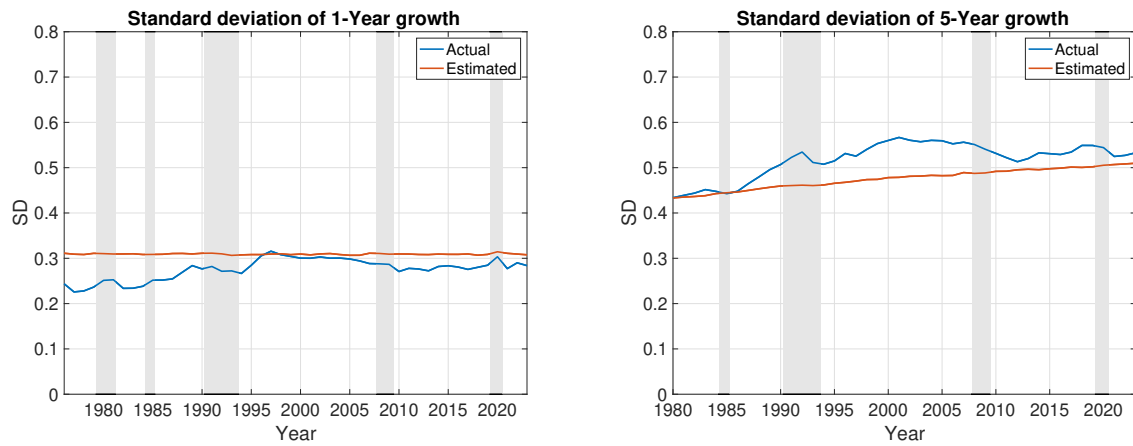 Standard deviation of 1-Year growth
0.8
0.7
0.6
0.5
0.4
0.3
0.2
0.1
0
SD
Actual
Estimated
1980 1985 1990 1995 2000 2005 2010 2015 2020
Year
Standard deviation of 5-Year growth
0.8
0.7
0.6
0.5
0.4
0.3
0.2
0.1
0
SD
Actual
Estimated
1980 1985 1990 1995 2000 2005 2010 2015 2020
Year